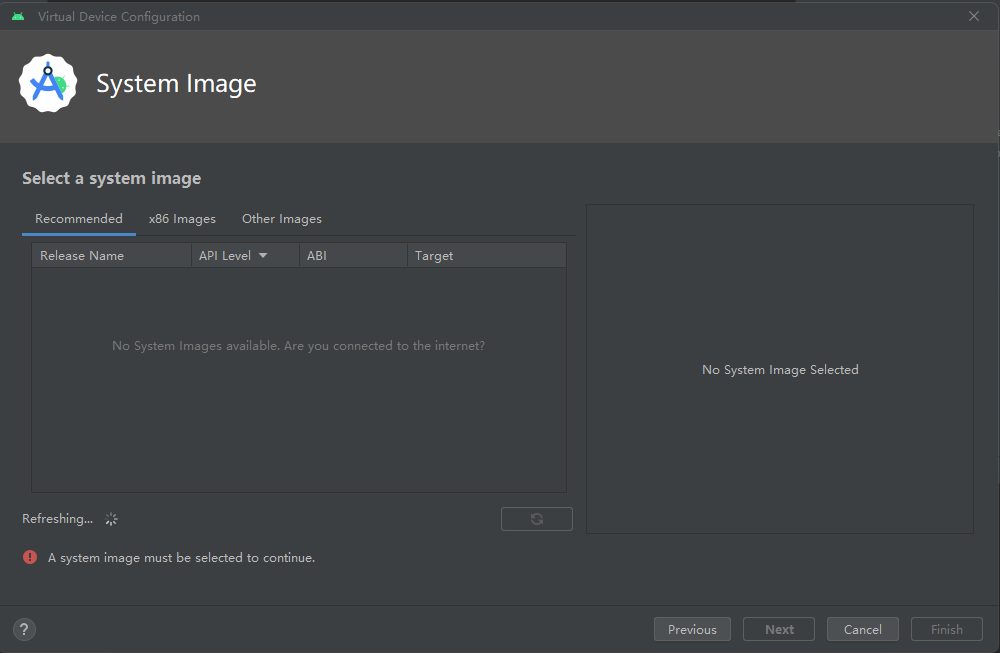 Virtual Device Configuration
System Image
Select a system image
Recommended x86 Images Other Images
Release Name API Level ABI Target
No System Images available. Are you connected to the internet?
No System Image Selected
Refreshing...
! A system image must be selected to continue.
? Previous Next Cancel Finish